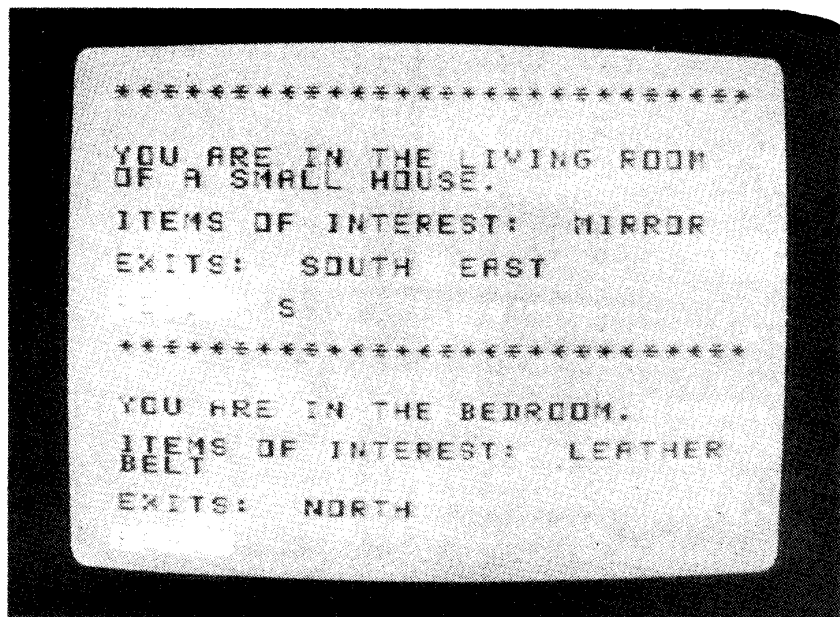 ****************************
YOU ARE IN THE LIVING ROOM
OF A SMALL HOUSE.
ITEMS OF INTEREST: MIRROR
EXITS: SOUTH EAST
S
****************************
YOU ARE IN THE BEDROOM.
ITEMS OF INTEREST: LEATHER
BELT
EXITS: NORTH